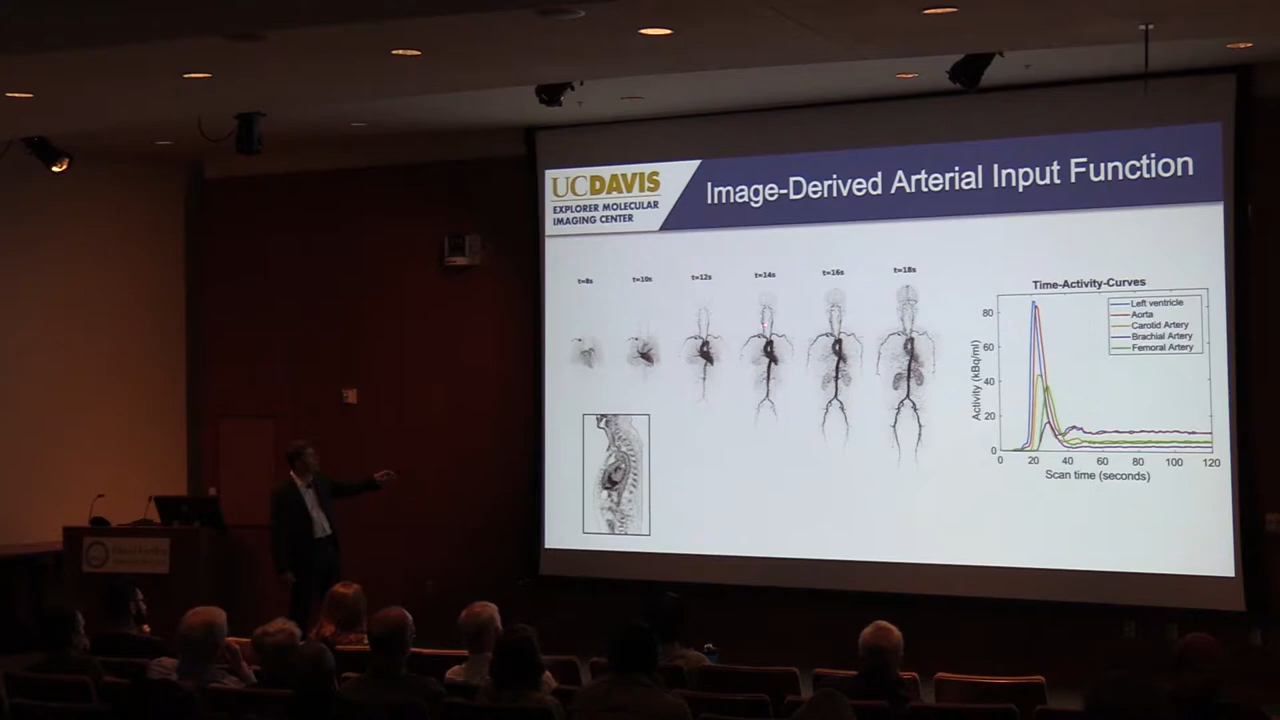 UCDAVIS
EXPLORER MOLECULAR
IMAGING CENTER
Image-Derived Arterial Input Function
t=8s
t=10s
t=12s
t=14s
t=16s
t=18s
Time-Activity-Curves
Left ventricle
Aorta
Carotid Artery
Brachial Artery
Femoral Artery
Activity (kBq/ml)
80
60
40
20
0
0 20 40 60 80 100 120
Scan time (seconds)